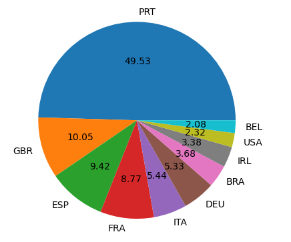 PRT
49.53
GBR
10.05
ESP
9.42
FRA
8.77
ITA
5.44
DEU
5.33
BRA
3.68
IRL
3.38
USA
2.32
BEL
2.08